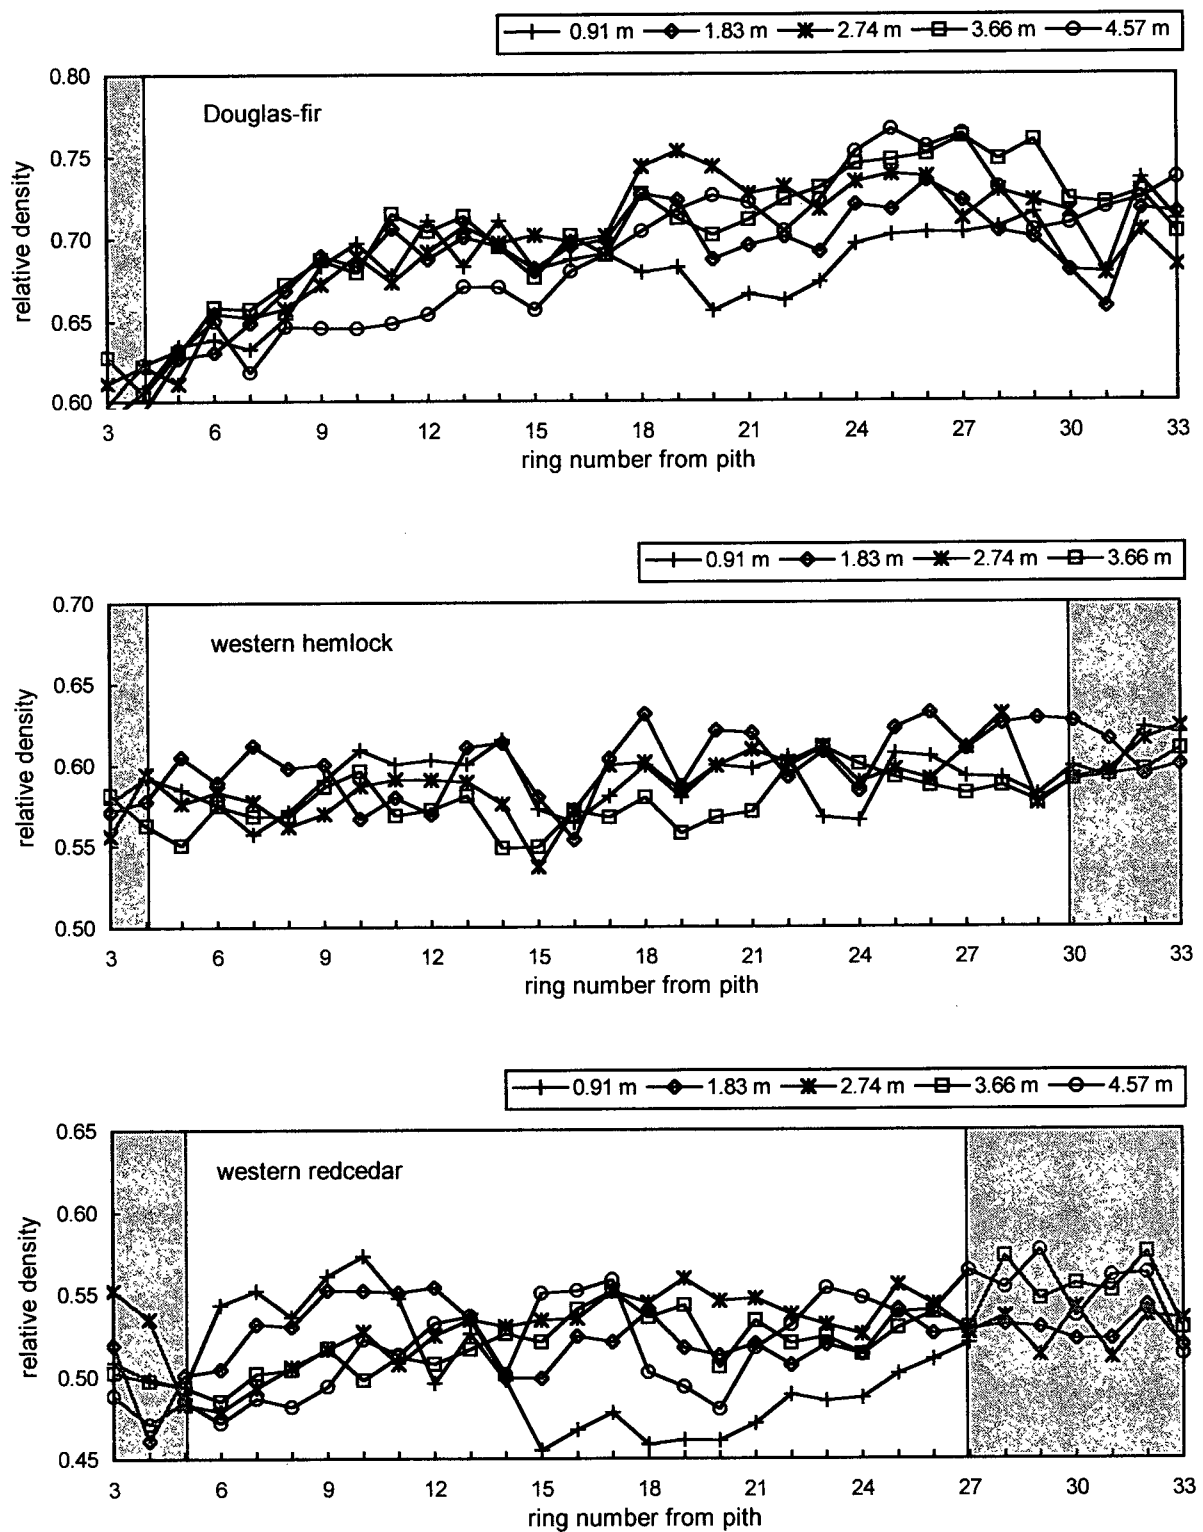 0.91 m 1.83 m 2.74 m 3.66 m 4.57 m
0.80
Douglas-fir
0.75
0.70
0.65
0.60
relative density
3 6 9 12 15 18 21 24 27 30 33
ring number from pith
0.91 m 1.83 m 2.74 m 3.66 m
0.70
western hemlock
0.65
0.60
0.55
0.50
relative density
3 6 9 12 15 18 21 24 27 30 33
ring number from pith
0.91 m 1.83 m 2.74 m 3.66 m 4.57 m
0.65
western redcedar
0.60
0.55
0.50
0.45
relative density
3 6 9 12 15 18 21 24 27 30 33
ring number from pith